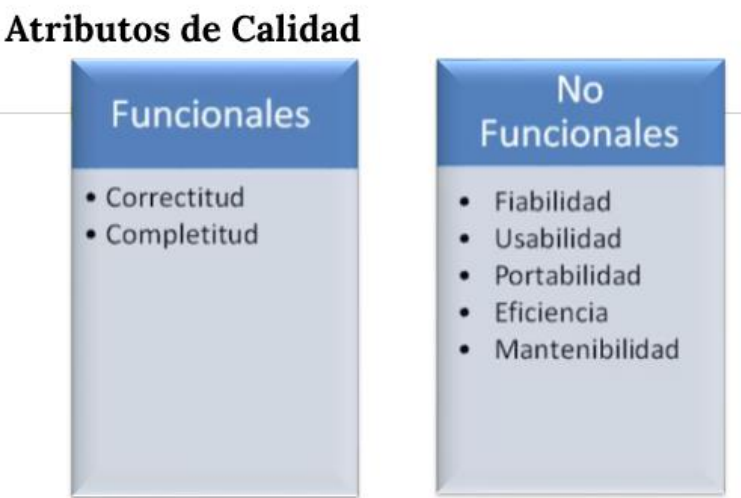 Atributos de Calidad
Funcionales
• Correctitud
• Completitud
No
Funcionales
• Fiabilidad
• Usabilidad
• Portabilidad
• Eficiencia
• Mantenibilidad